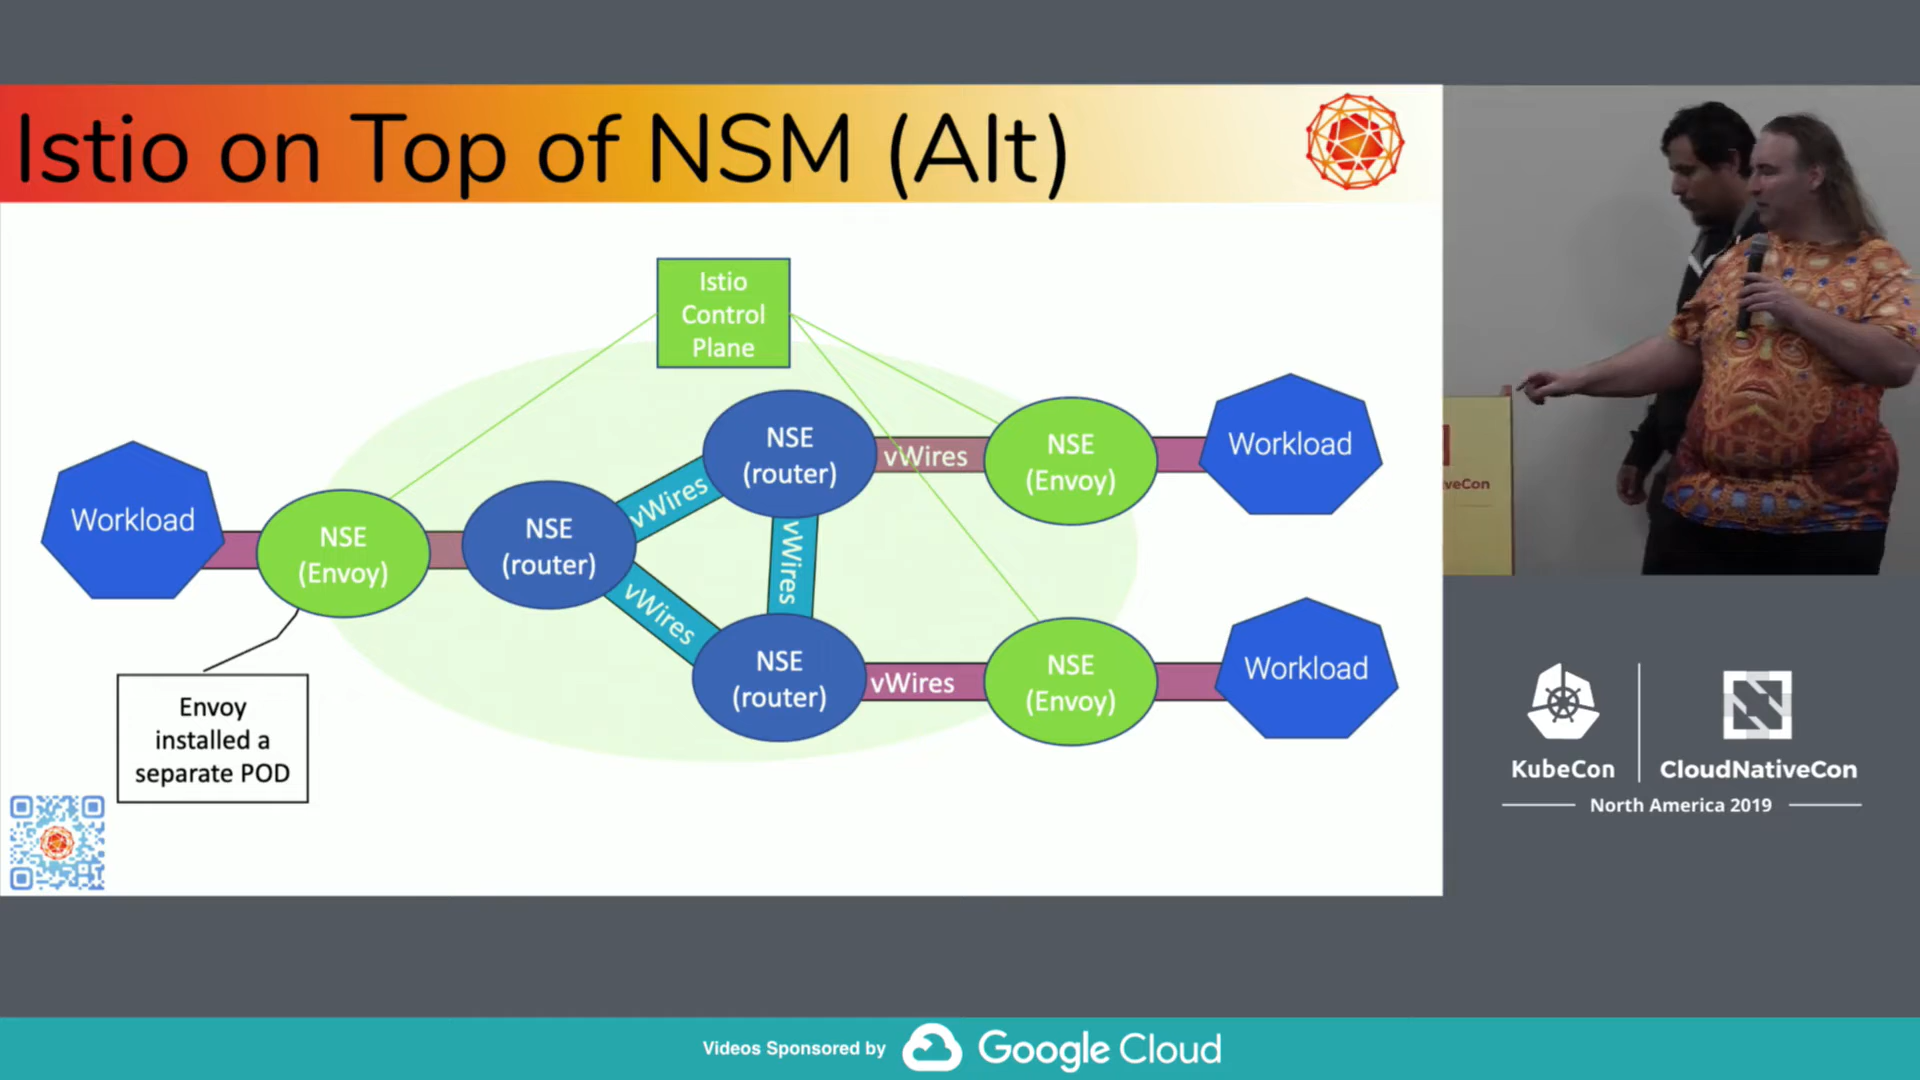 Istio on Top of NSM (Alt)
Istio
Control
Plane
NSE
(router)
vWires
NSE
(Envoy)
Workload
Workload
NSE
(Envoy)
NSE
(router)
vWires
vWires
vWires
NSE
(router)
vWires
NSE
(Envoy)
Workload
Envoy
installed a
separate POD
veCon
KubeCon
CloudNativeCon
North America 2019
Videos Sponsored by
Google Cloud